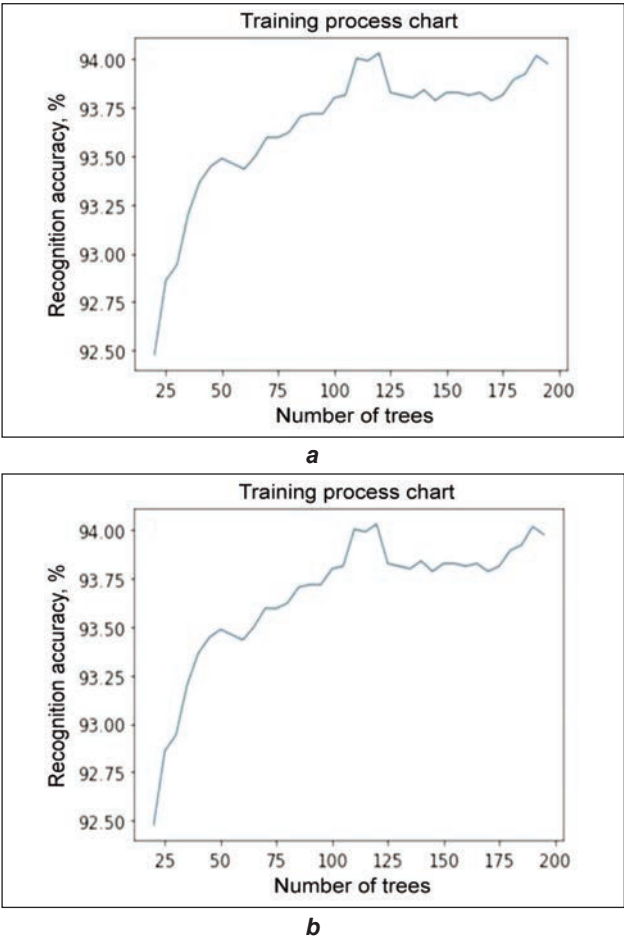 Training process chart
Recognition accuracy, %
94.00
93.75
93.50
93.25
93.00
92.75
92.50
25 50 75 100 125 150 175 200
Number of trees
a
Training process chart
Recognition accuracy, %
94.00
93.75
93.50
93.25
93.00
92.75
92.50
25 50 75 100 125 150 175 200
Number of trees
b